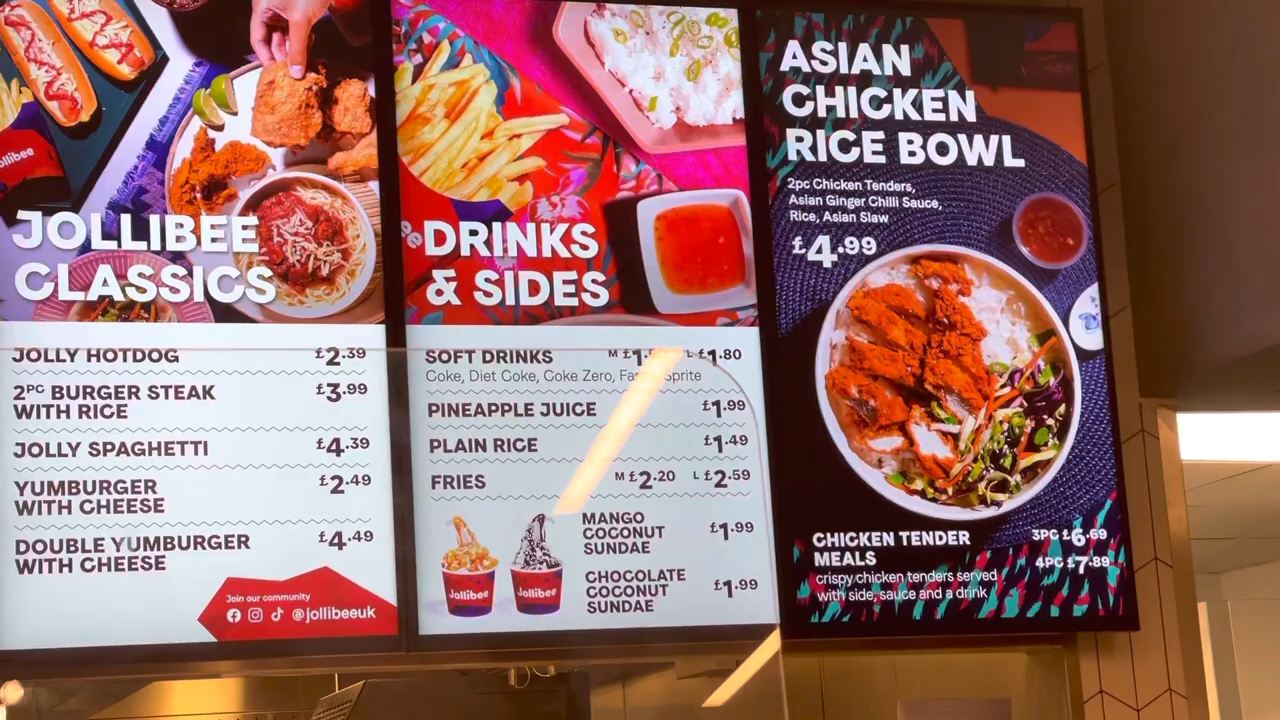 Jollibee
JOLLIBEE
CLASSICS
JOLLY HOTDOG £2.39
2PC BURGER STEAK
WITH RICE £3.99
JOLLY SPAGHETTI £4.39
YUMBURGER
WITH CHEESE £2.49
DOUBLE YUMBURGER
WITH CHEESE £4.49
Join our community
@jollibeeuk
DRINKS
& SIDES
SOFT DRINKS M L £1.80
Coke, Diet Coke, Coke Zero, Sprite
PINEAPPLE JUICE £1.99
PLAIN RICE £1.49
FRIES M £2.20 L £2.59
MANGO
COCONUT
SUNDAE £1.99
CHOCOLATE
COCONUT
SUNDAE £1.99
Jollibee
Jollibee
ASIAN
CHICKEN
RICE BOWL
2pc Chicken Tenders,
Asian Ginger Chilli Sauce,
Rice, Asian Slaw
£4.99
CHICKEN TENDER
MEALS
3PC £6.69
4PC £7.89
crispy chicken tenders served
with side, sauce and a drink